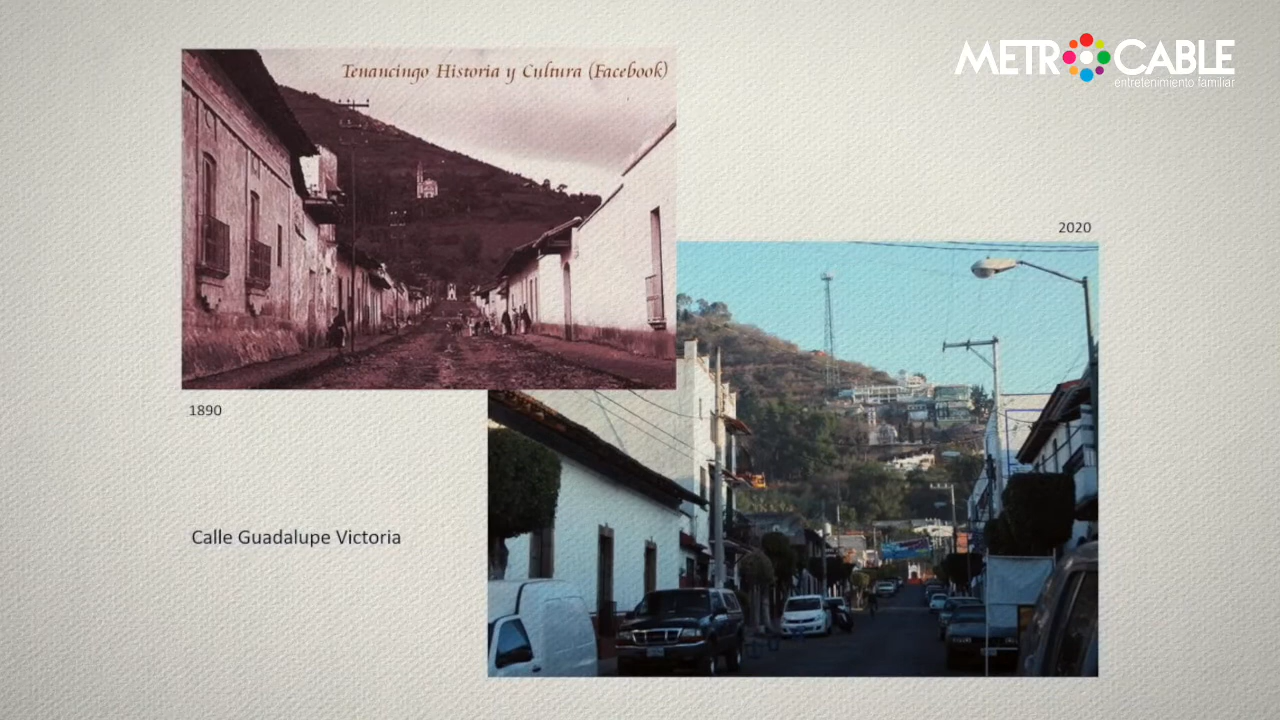 METROCABLE
entretenimiento familiar
Tenancingo Historia y Cultura (Facebook)
2020
1890
Calle Guadalupe Victoria